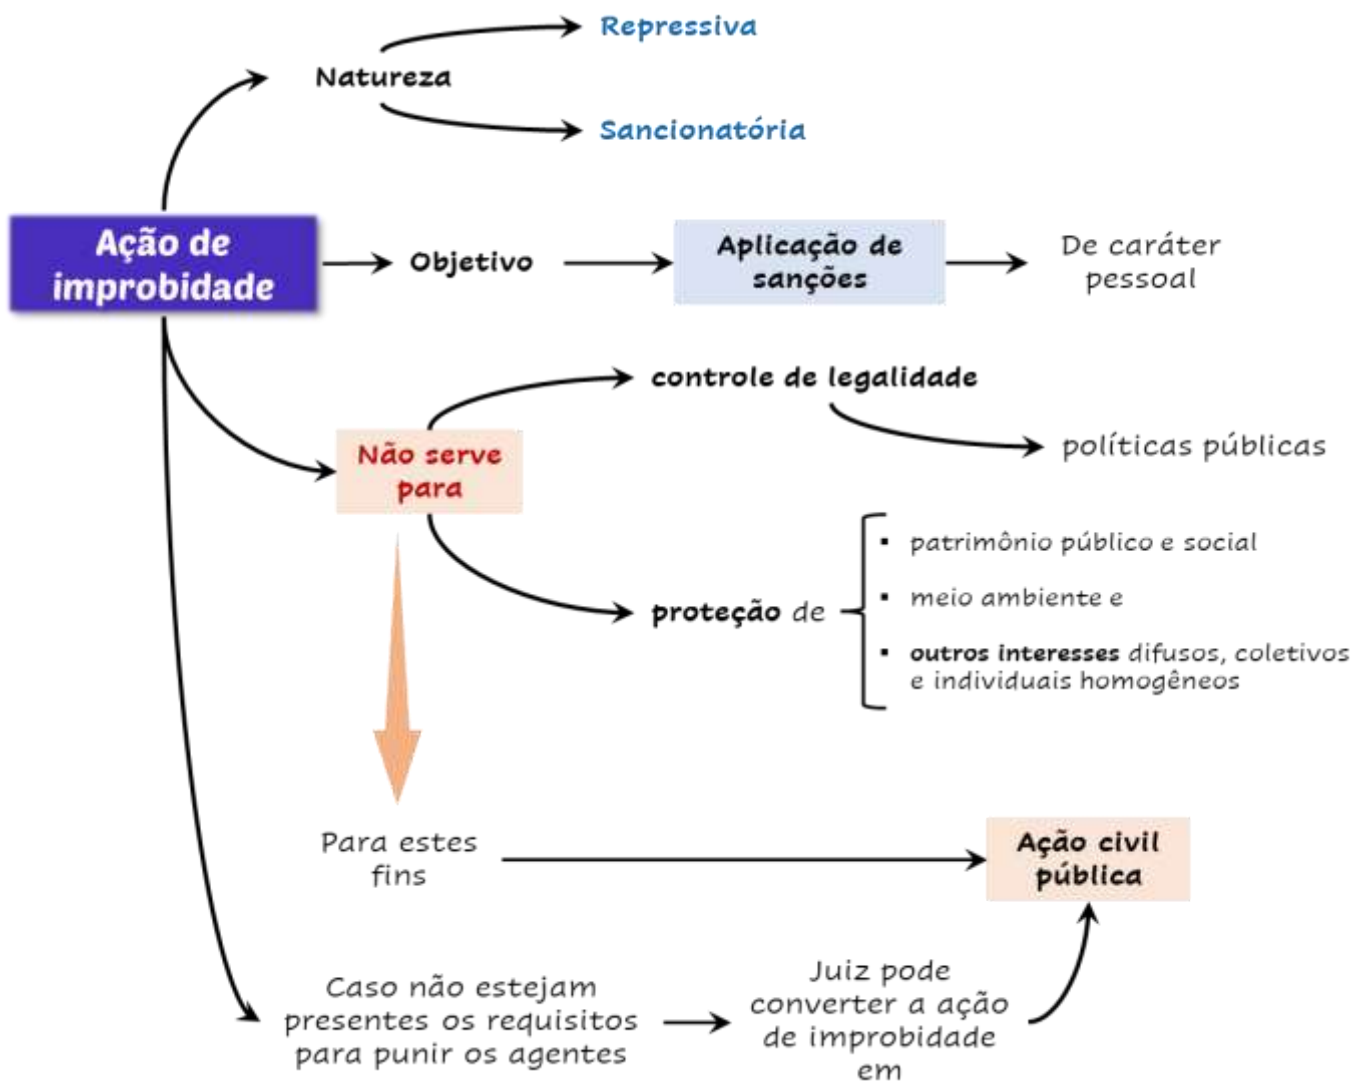 Repressiva
Natureza
Sancionatória
Ação de
improbidade
Objetivo
Aplicação de
sanções
De caráter
pessoal
controle de legalidade
políticas públicas
Não serve
para
proteção de
▪ patrimônio público e social
▪ meio ambiente e
▪ outros interesses difusos, coletivos
e individuais homogêneos
Para estes
fins
Ação civil
pública
Caso não estejam
presentes os requisitos
para punir os agentes
Juiz pode
converter a ação
de improbidade
em